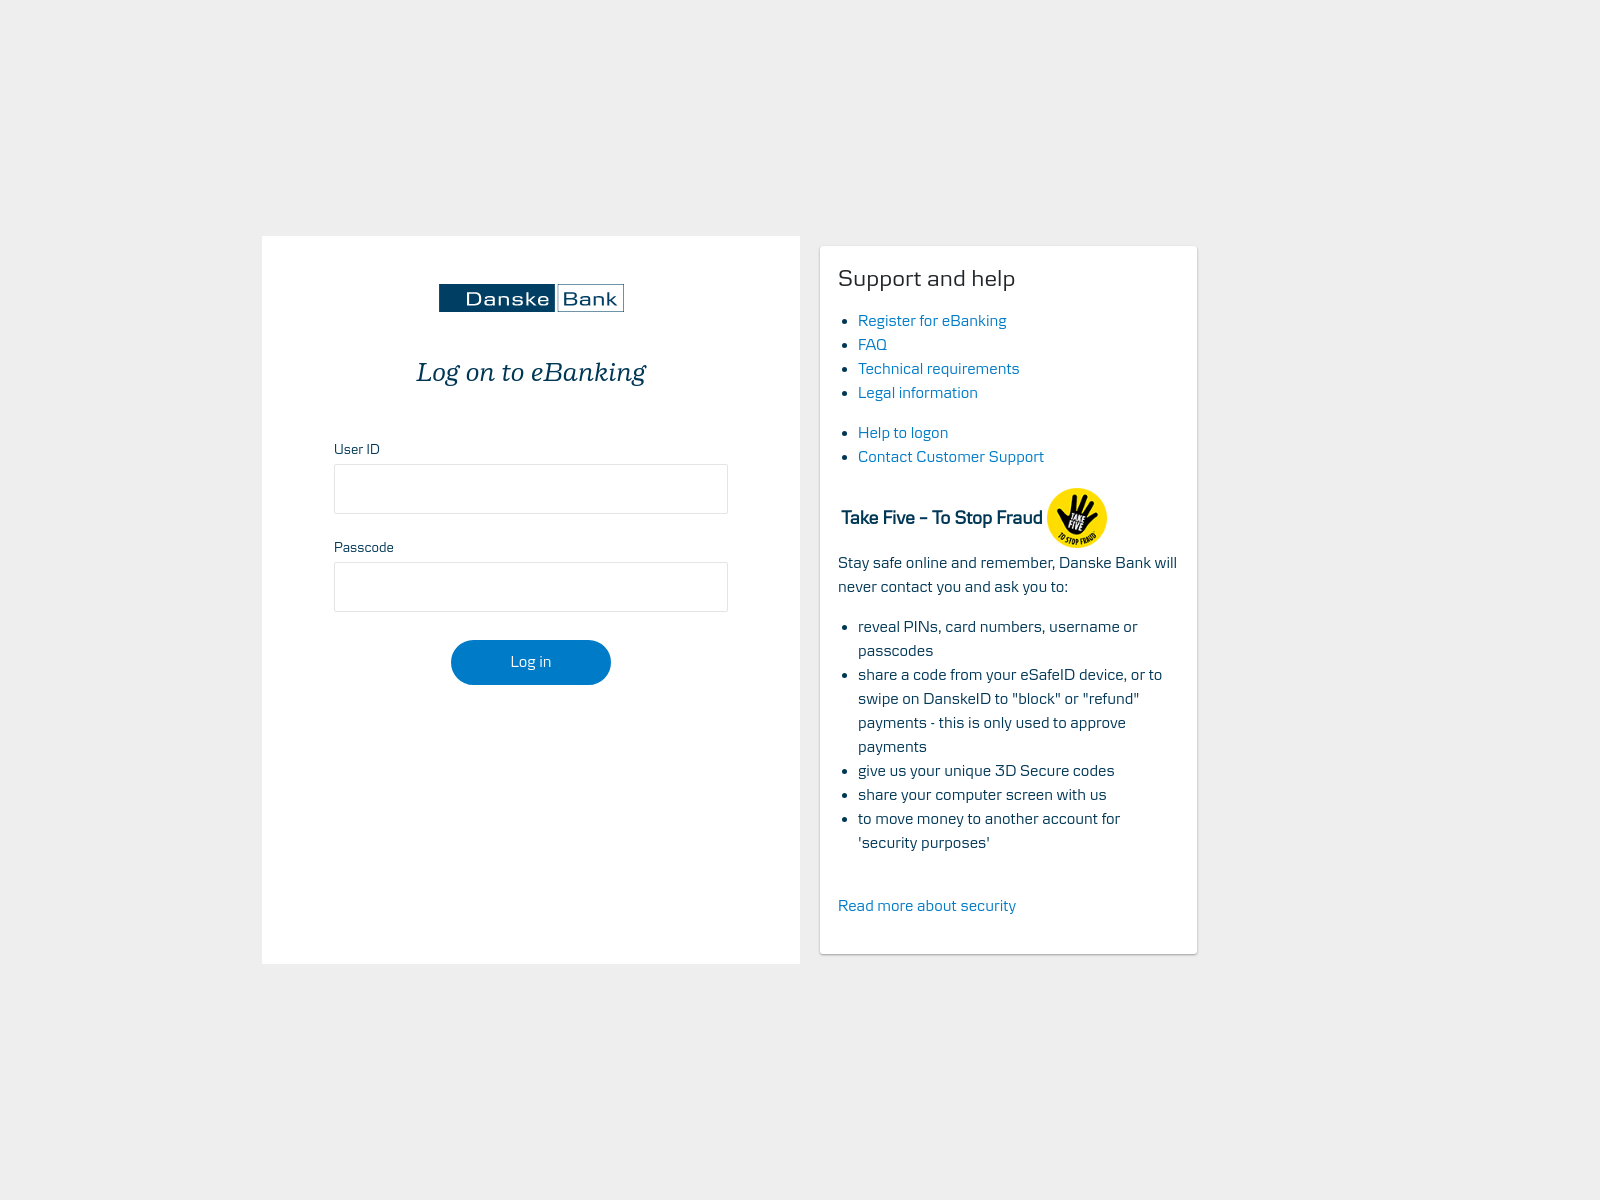 Danske Bank
Log on to eBanking
User ID
Passcode
Log in
Support and help
Register for eBanking
FAQ
Technical requirements
Legal information
Help to logon
Contact Customer Support
Take Five – To Stop Fraud
TAKE
FIVE
TO STOP FRAUD
Stay safe online and remember, Danske Bank will
never contact you and ask you to:
reveal PINs, card numbers, username or
passcodes
share a code from your eSafeID device, or to
swipe on DanskeID to "block" or "refund"
payments - this is only used to approve
payments
give us your unique 3D Secure codes
share your computer screen with us
to move money to another account for
'security purposes'
Read more about security